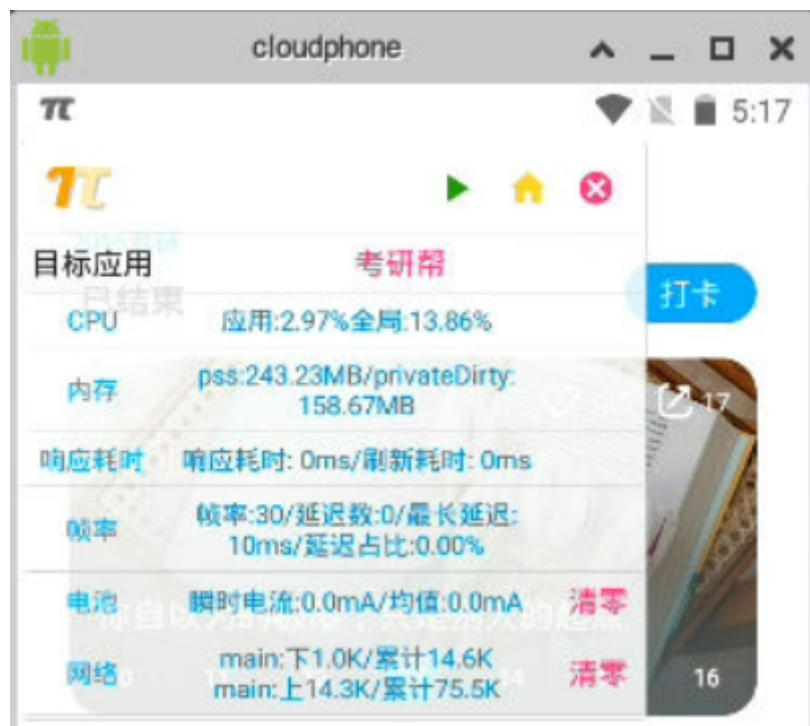 cloudphone
5:17
目标应用 考研帮
已结束
打卡
CPU 应用:2.97%全局:13.86%
内存 pss:243.23MB/privateDirty:
158.67MB
17
响应耗时 响应耗时: 0ms/刷新耗时: 0ms
帧率 帧率:30/延迟数:0/最长延迟:
10ms/延迟占比:0.00%
电池 瞬时电流:0.0mA/均值:0.0mA 清零
网络 main:下1.0K/累计14.6K
main:上14.3K/累计75.5K 清零
16